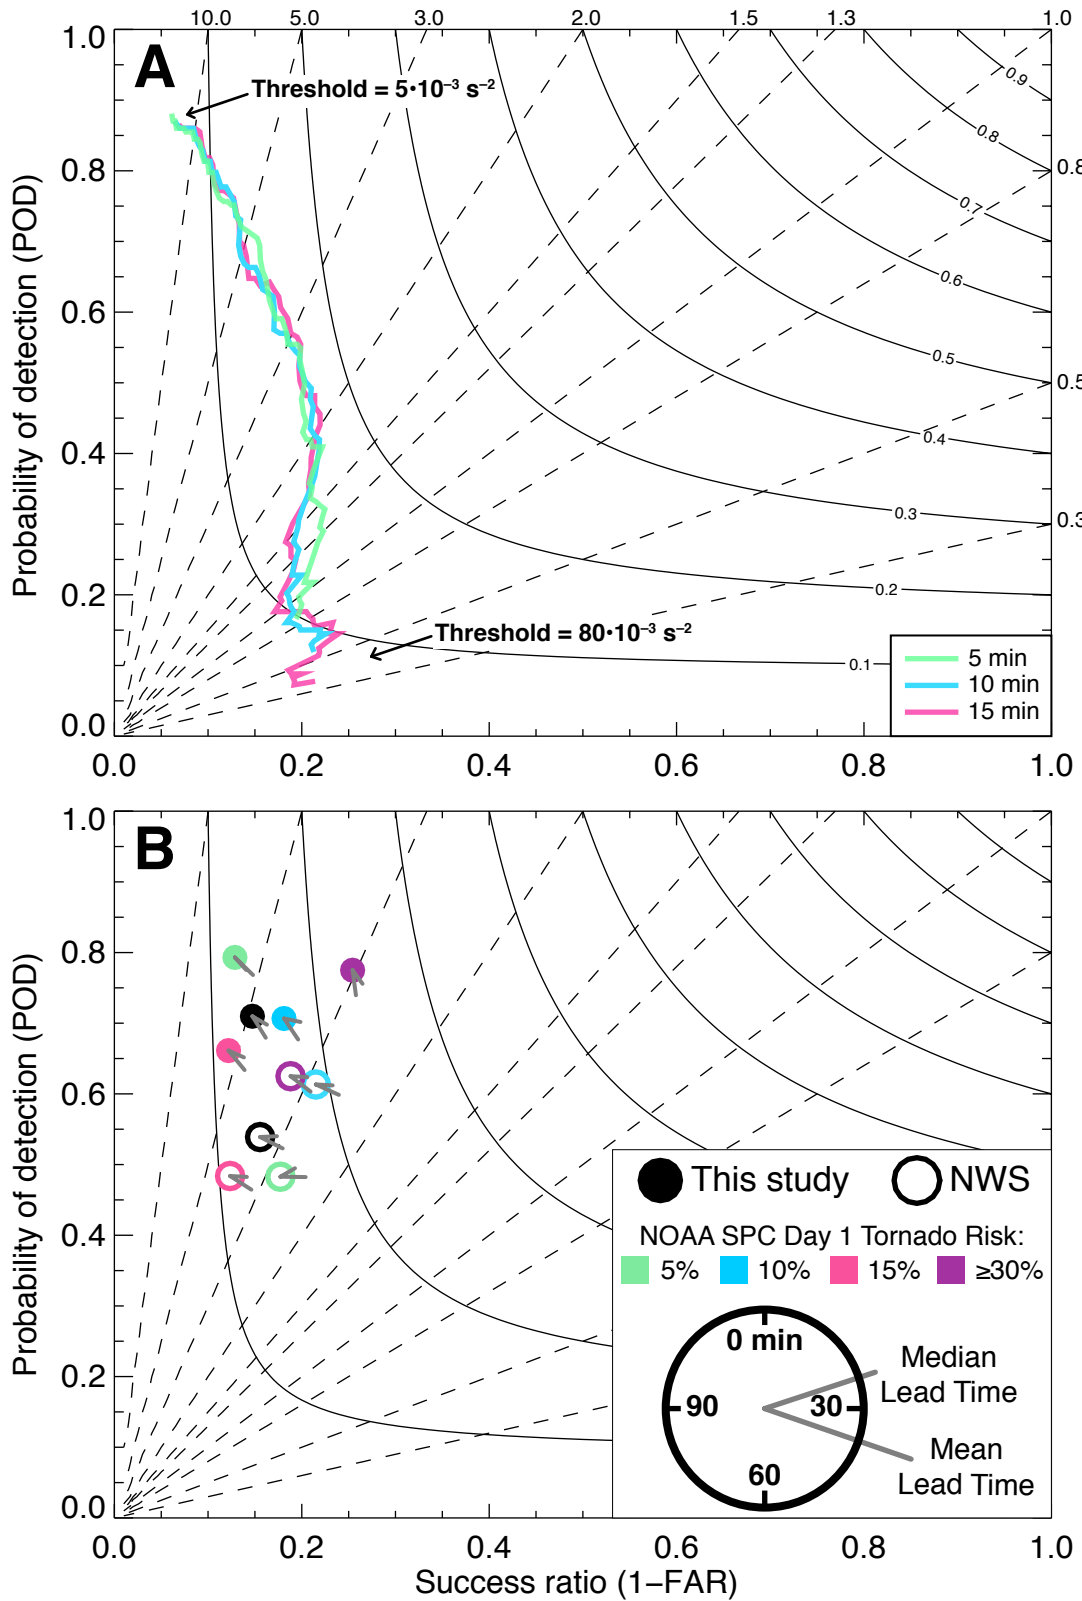 10.0 5.0 3.0 2.0 1.5 1.3 1.0
A
Threshold = 5•10⁻³ s⁻²
Threshold = 80•10⁻³ s⁻²
1.0
0.8
0.6
0.4
0.2
0.0
Probability of detection (POD)
0.9
0.8
0.7
0.6
0.5
0.4
0.3
0.2
0.1
0.8
0.5
0.3
5 min
10 min
15 min
0.0 0.2 0.4 0.6 0.8 1.0
B
1.0
0.8
0.6
0.4
0.2
0.0
Probability of detection (POD)
This study NWS
NOAA SPC Day 1 Tornado Risk:
5% 10% 15% ≥30%
0 min
30
60
90
Median
Lead Time
Mean
Lead Time
0.0 0.2 0.4 0.6 0.8 1.0
Success ratio (1−FAR)